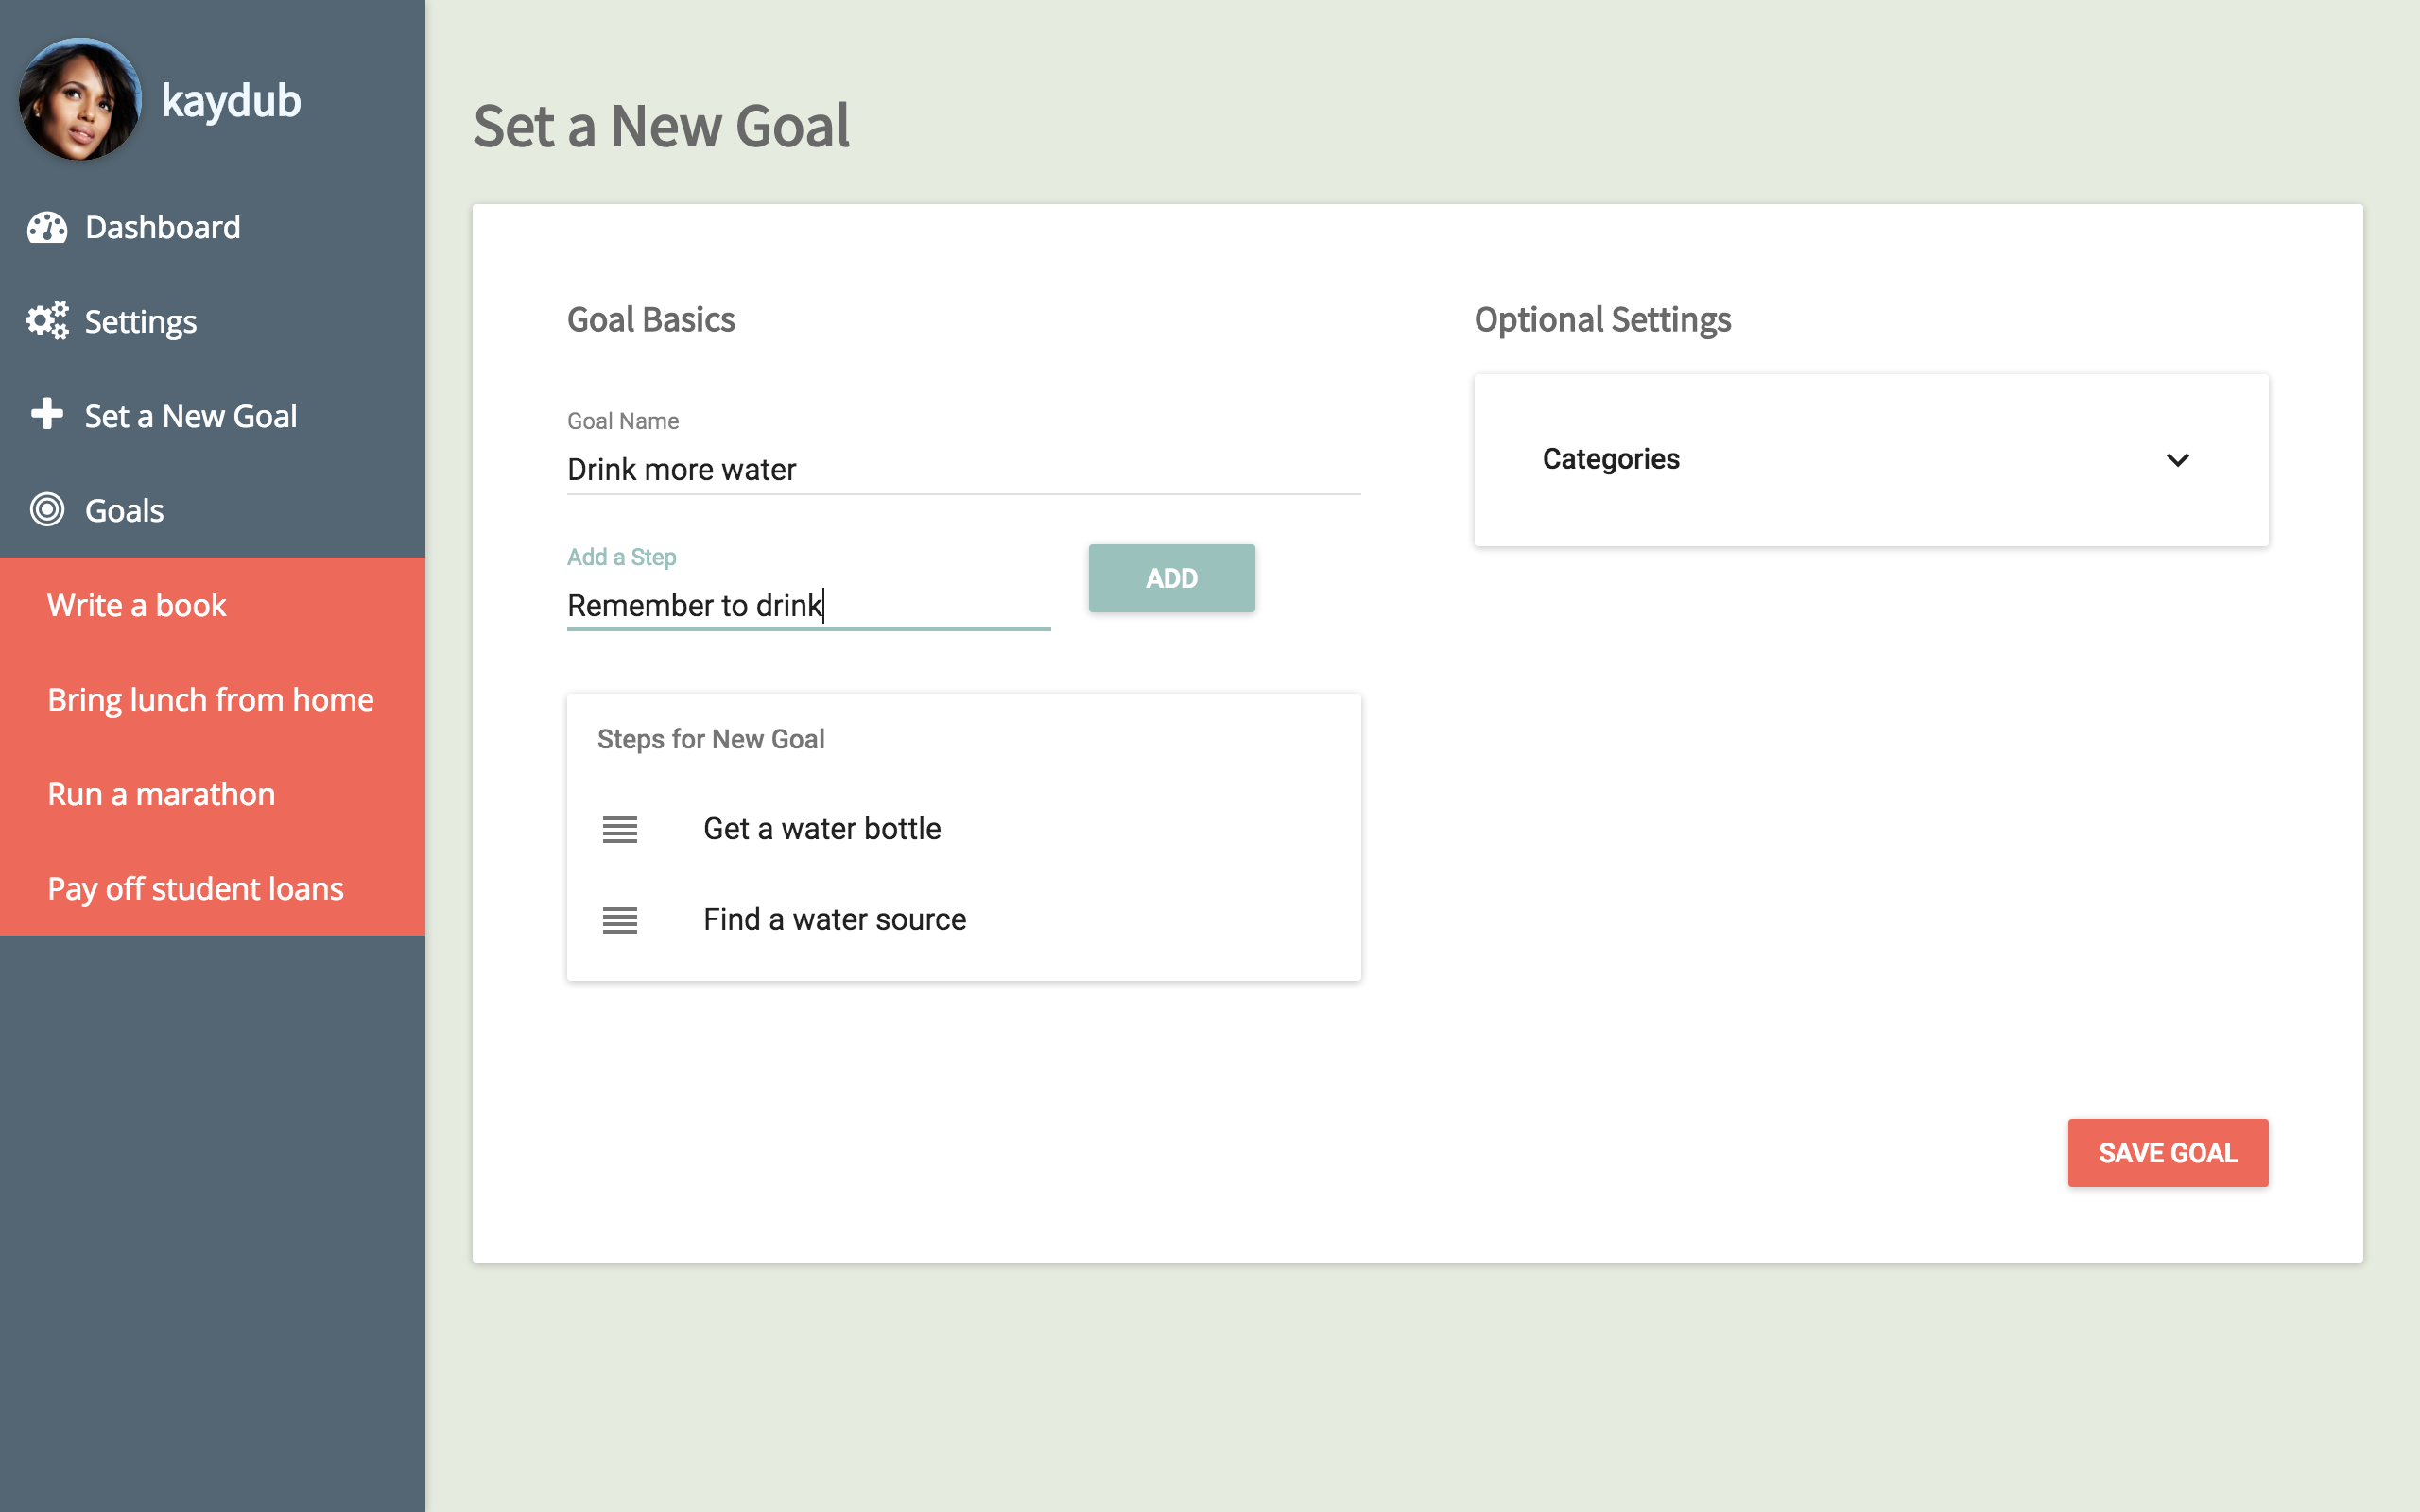 kaydub
Dashboard
Settings
Set a New Goal
Goals
Write a book
Bring lunch from home
Run a marathon
Pay off student loans
Set a New Goal
Goal Basics
Goal Name
Drink more water
Add a Step
Remember to drink
ADD
Steps for New Goal
Get a water bottle
Find a water source
Optional Settings
Categories
SAVE GOAL